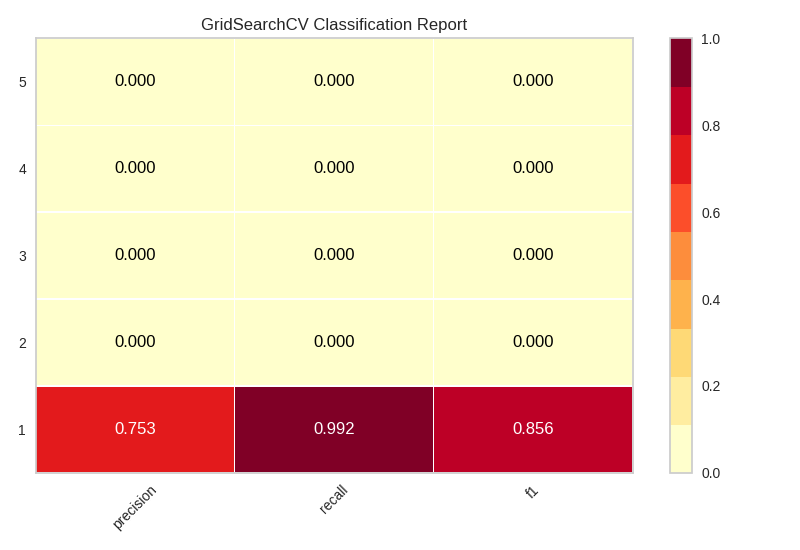 GridSearchCV Classification Report
5 0.000 0.000 0.000
4 0.000 0.000 0.000
3 0.000 0.000 0.000
2 0.000 0.000 0.000
1 0.753 0.992 0.856
precision recall f1
1.0
0.8
0.6
0.4
0.2
0.0